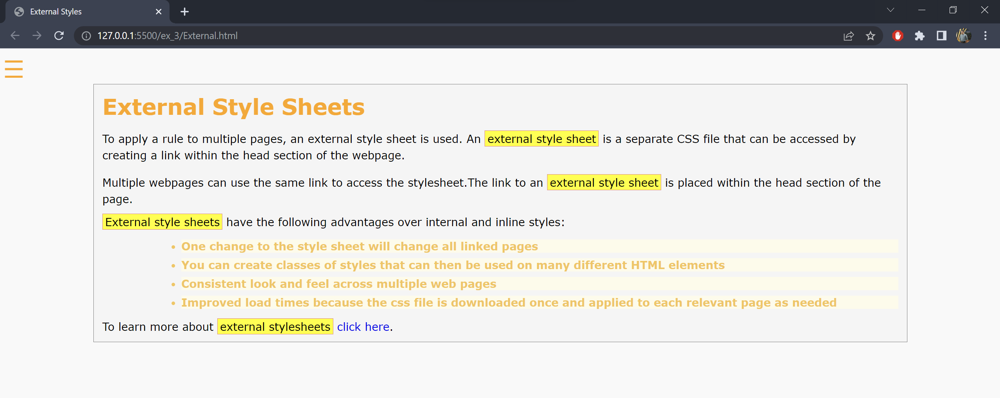 External Styles
127.0.0.1:5500/ex_3/External.html
External Style Sheets
To apply a rule to multiple pages, an external style sheet is used. An external style sheet is a separate CSS file that can be accessed by
creating a link within the head section of the webpage.
Multiple webpages can use the same link to access the stylesheet.The link to an external style sheet is placed within the head section of the
page.
External style sheets have the following advantages over internal and inline styles:
• One change to the style sheet will change all linked pages
• You can create classes of styles that can then be used on many different HTML elements
• Consistent look and feel across multiple web pages
• Improved load times because the css file is downloaded once and applied to each relevant page as needed
To learn more about external stylesheets click here.